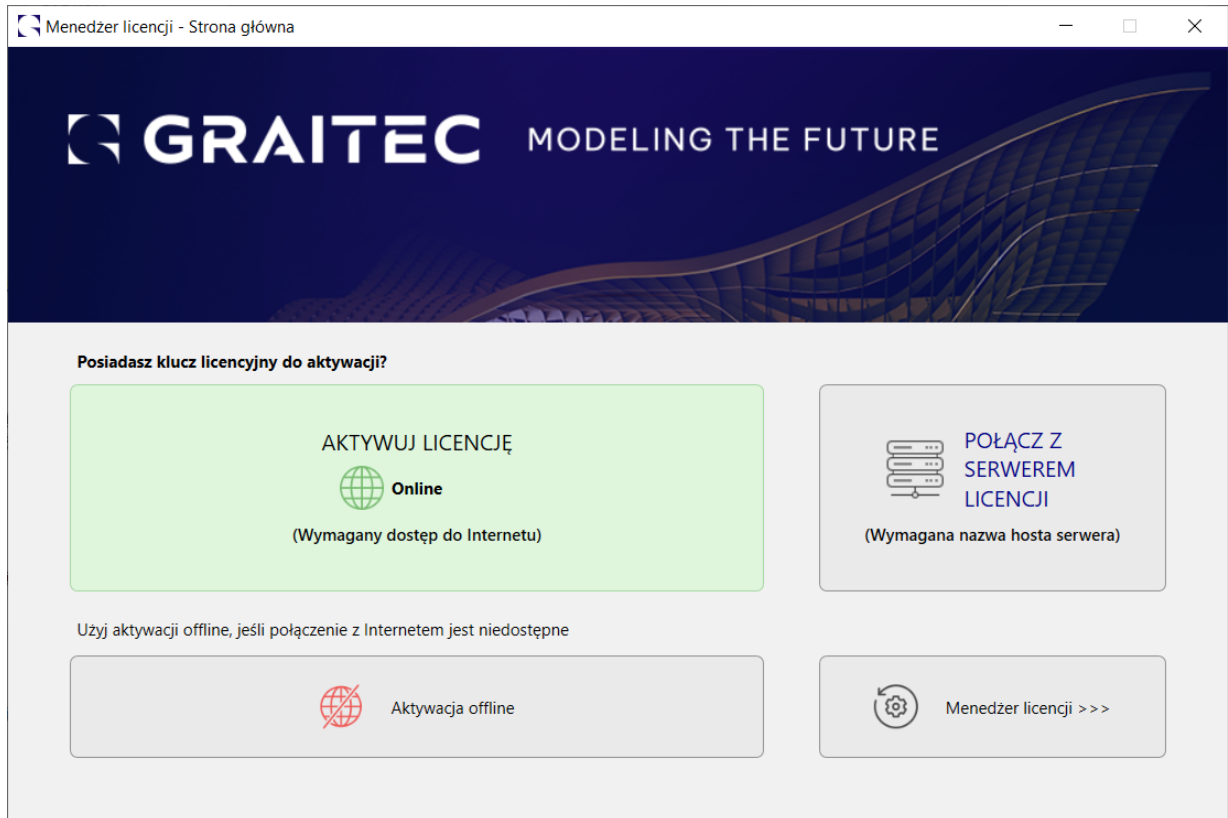 Menedżer licencji - Strona główna
GRAITEC MODELING THE FUTURE
Posiadasz klucz licencyjny do aktywacji?
AKTYWUJ LICENCJĘ
Online
(Wymagany dostęp do Internetu)
POŁĄCZ Z
SERWEREM
LICENCJI
(Wymagana nazwa hosta serwera)
Użyj aktywacji offline, jeśli połączenie z Internetem jest niedostępne
Aktywacja offline
Menedżer licencji >>>